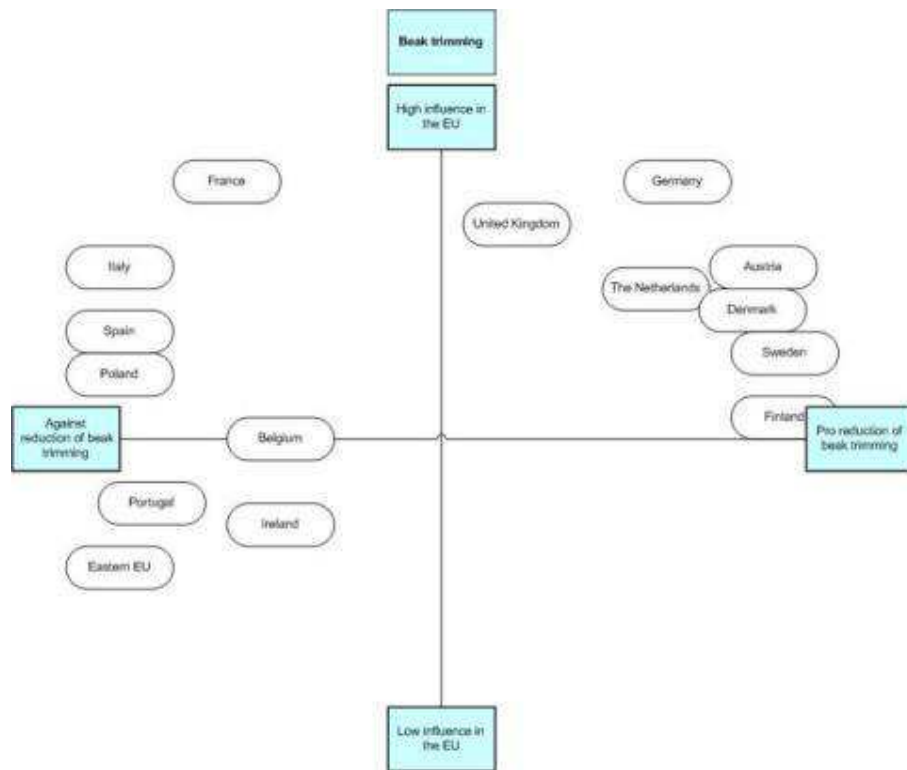 Beak trimming
High influence in
the EU
France
Germany
United Kingdom
Italy
Austria
The Netherlands
Denmark
Spain
Sweden
Poland
Against
reduction of beak
trimming
Belgium
Finland
Pro reduction of
beak trimming
Portugal
Ireland
Eastern EU
Low influence in
the EU